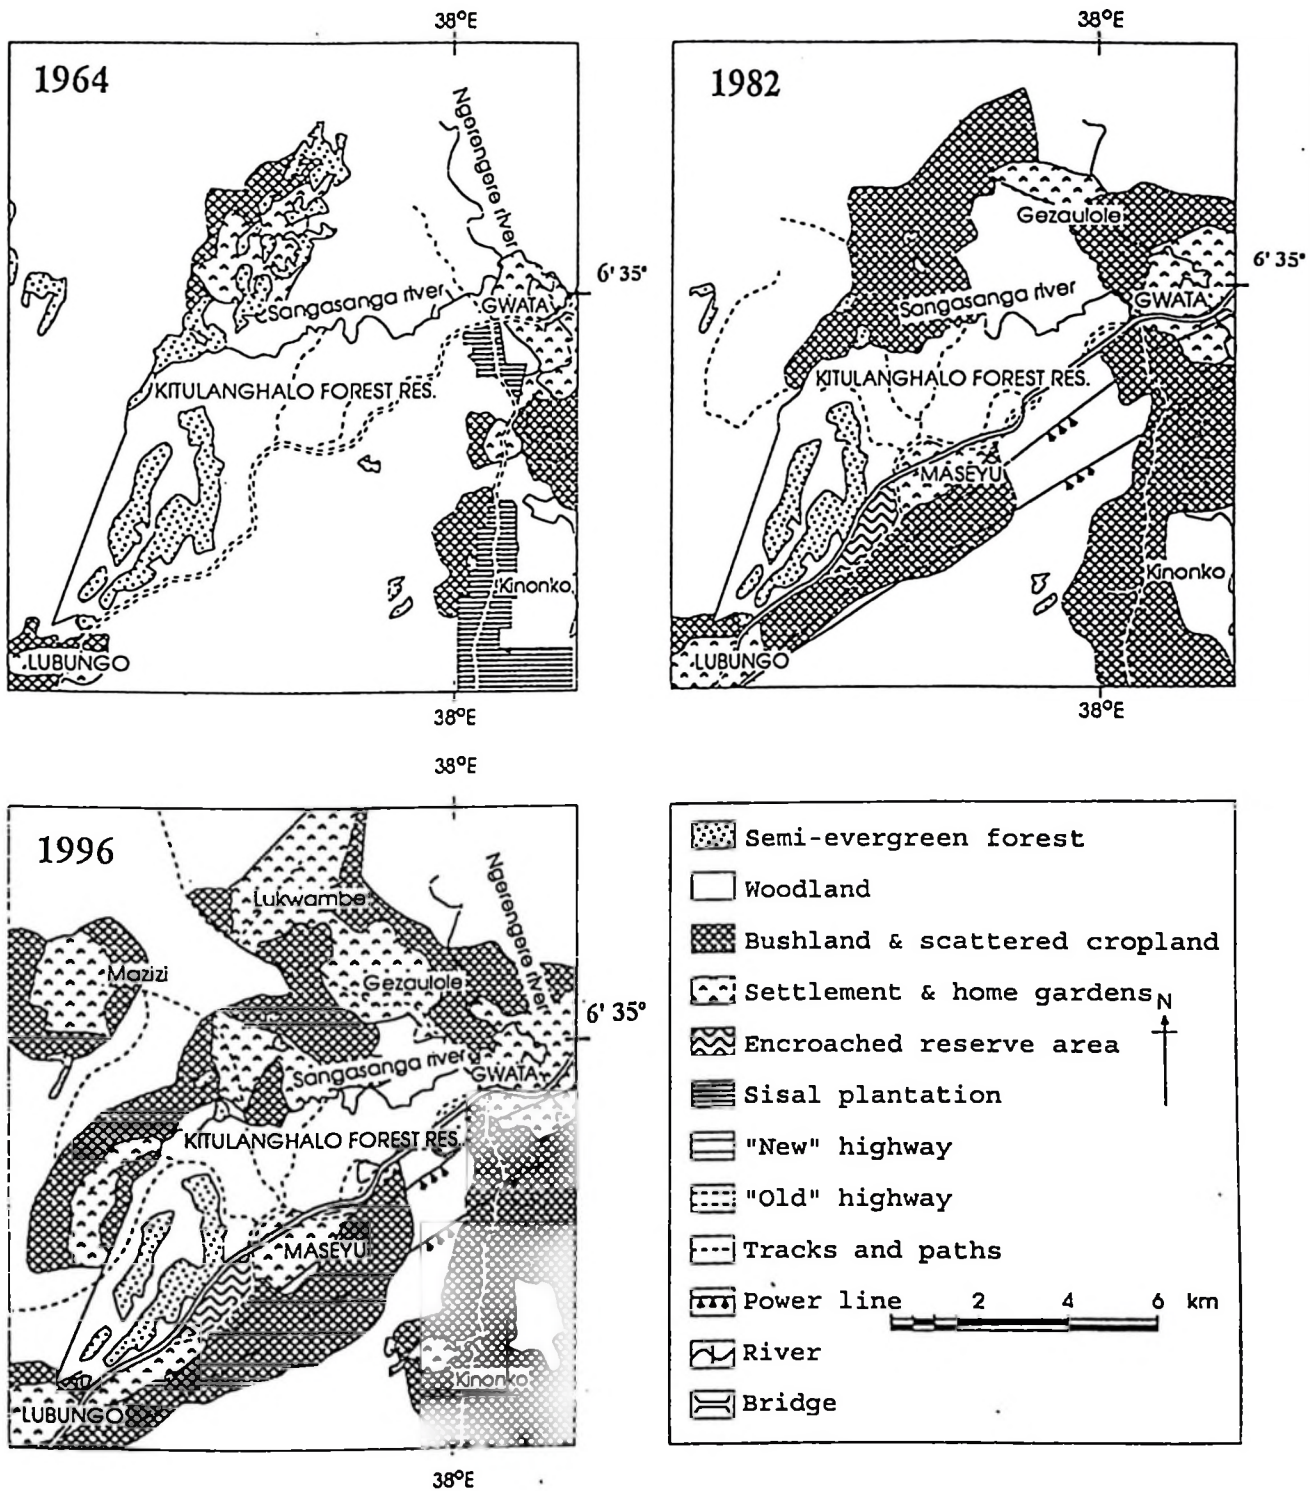 38°E
1964
Ngerengere river
6' 35°
Sangasanga river
GWATA
KITULANGHALO FOREST RES.
Kinonko
LUBUNGO
38°E
38°E
1982
Gezaulole
6' 35°
Sangasanga river
GWATA
KITULANGHALO FOREST RES.
MASEYU
Kinonko
LUBUNGO
38°E
38°E
1996
Lukwambe
Ngerengere river
Mazizi
Gezaulole
6' 35°
Sangasanga river
GWATA
KITULANGHALO FOREST RES.
MASEYU
Kinonko
LUBUNGO
38°E
Semi-evergreen forest
Woodland
Bushland & scattered cropland
Settlement & home gardens
N
Encroached reserve area
Sisal plantation
"New" highway
"Old" highway
Tracks and paths
Power line
2 4 6 km
River
Bridge